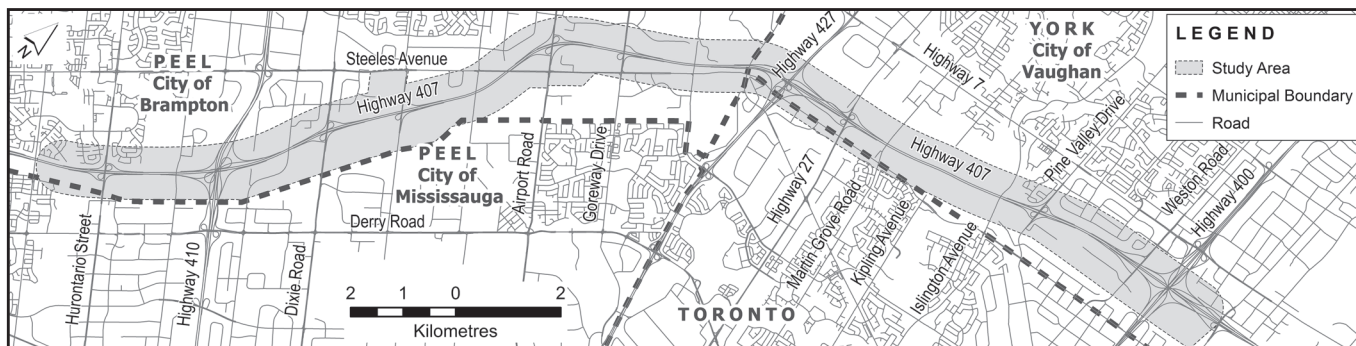 N
PEEL
City of
Brampton
Steeles Avenue
Highway 407
Highway 427
Highway 7
YORK
City of
Vaughan
LEGEND
Study Area
Municipal Boundary
Road
PEEL
City of
Mississauga
Airport Road
Goreway Drive
Derry Road
Hurontario Street
Highway 410
Dixie Road
2 1 0 2
Kilometres
TORONTO
Highway 27
Martin Grove Road
Kipling Avenue
Islington Avenue
Highway 407
Pine Valley Drive
Weston Road
Highway 400